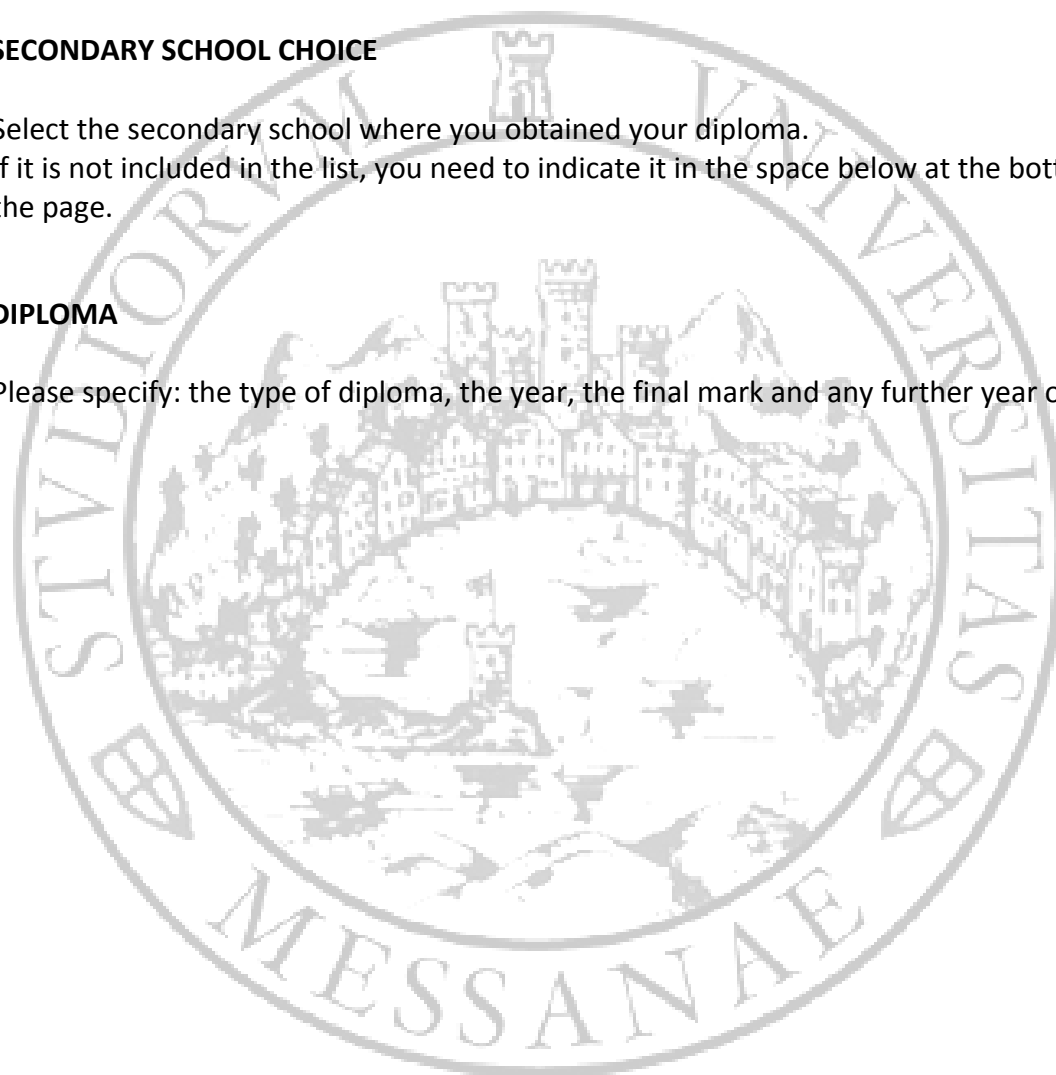 SECONDARY SCHOOL CHOICE
Select the secondary school where you obtained your diploma.
If it is not included in the list, you need to indicate it in the space below at the
the page.
DIPLOMA
Please specify: the type of diploma, the year, the final mark and any further year
STVDIORVM VNIVERSITAS
MESSANAE